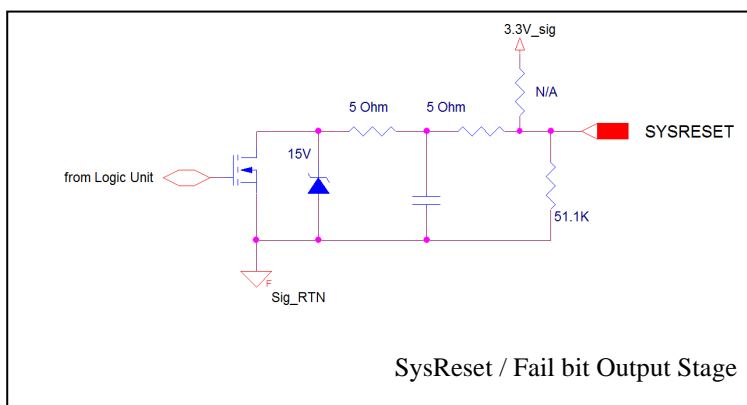 3.3V_sig
5 Ohm
5 Ohm
N/A
SYSRESET
15V
from Logic Unit
51.1K
F
Sig_RTN
SysReset / Fail bit Output Stage